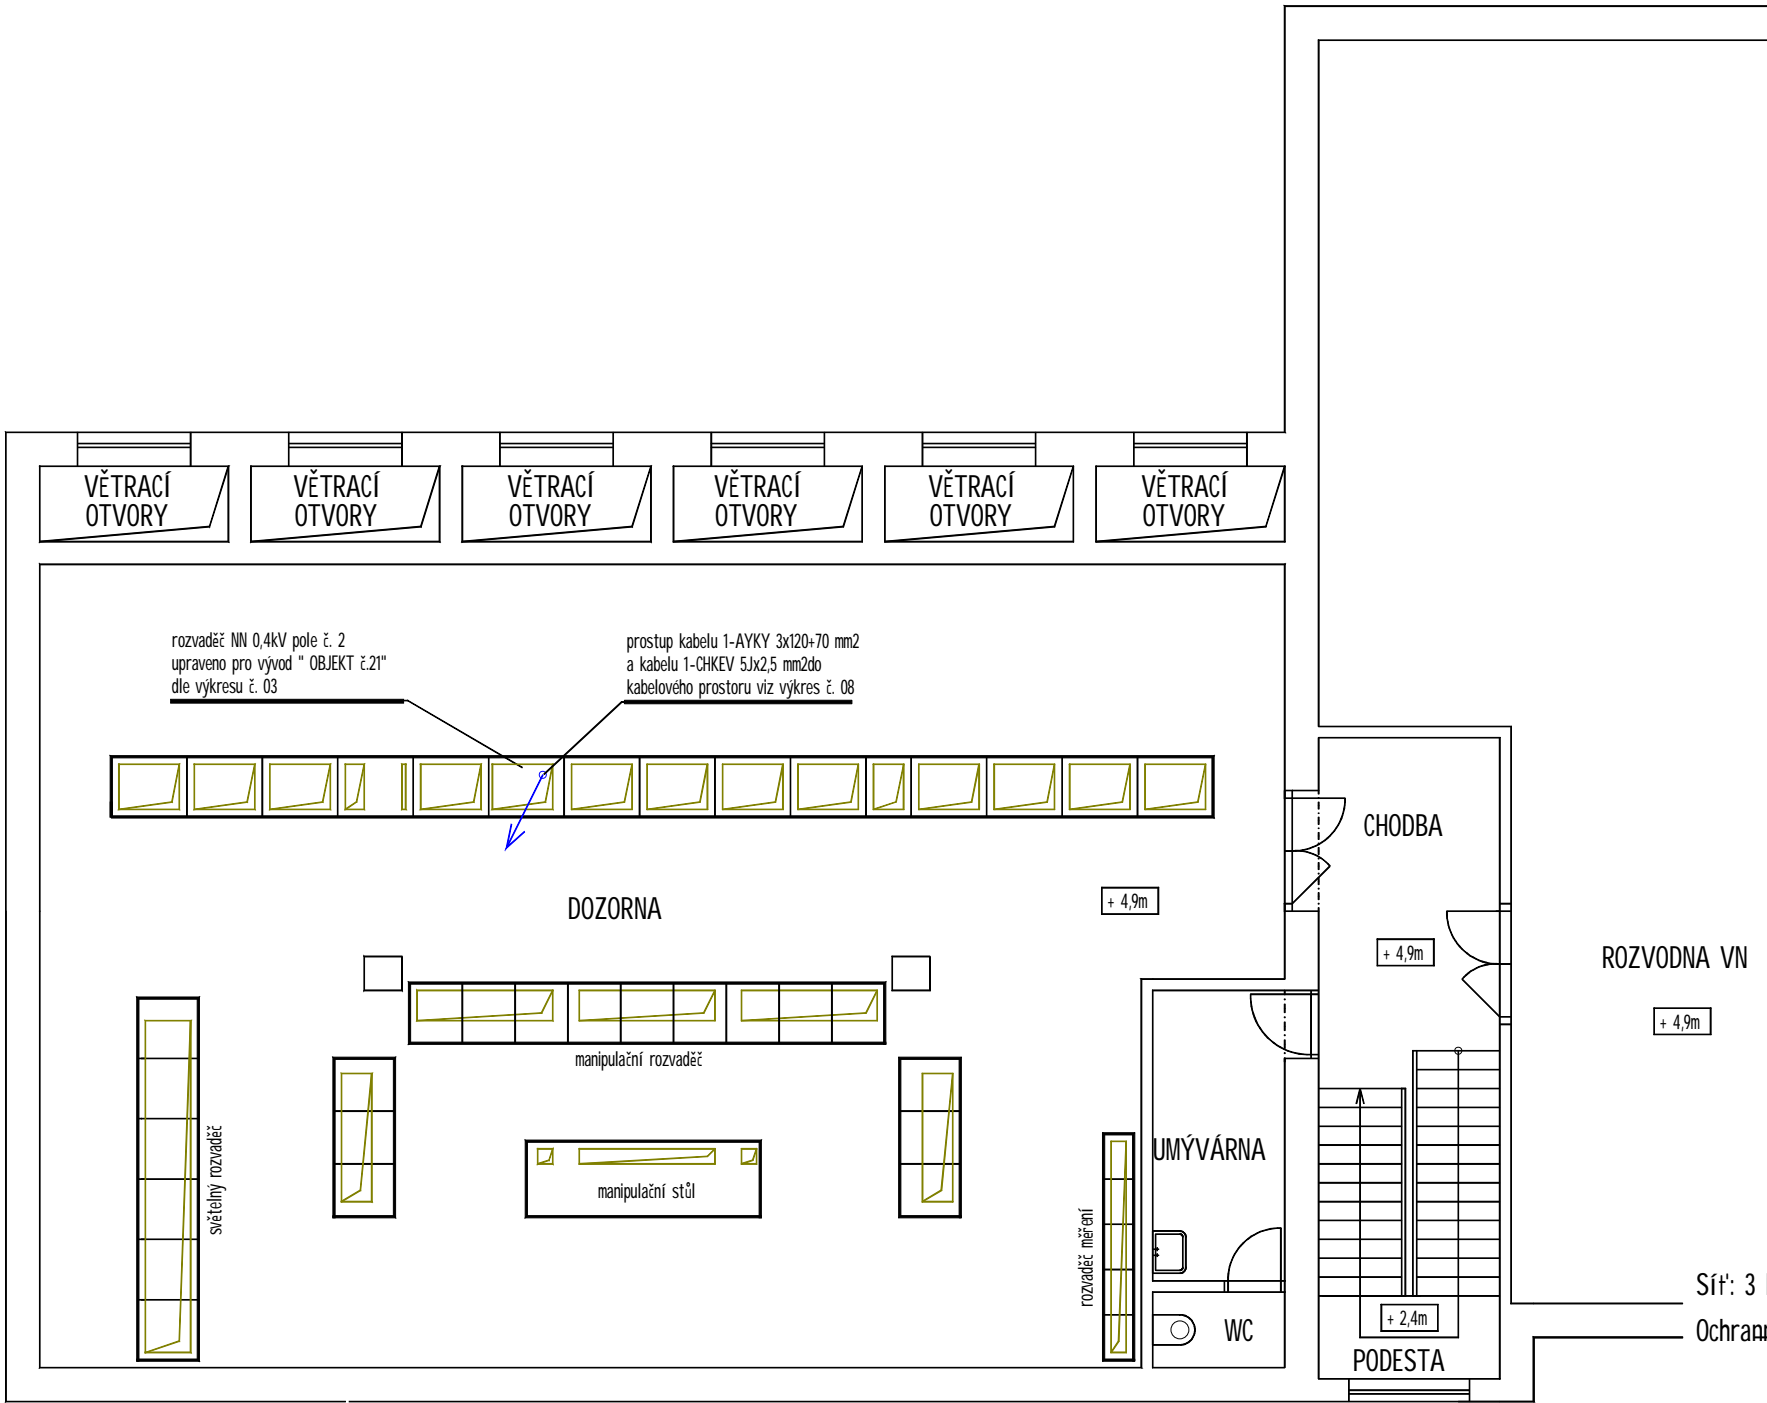 VĚTRACÍ
OTVORY
VĚTRACÍ
OTVORY
VĚTRACÍ
OTVORY
VĚTRACÍ
OTVORY
VĚTRACÍ
OTVORY
VĚTRACÍ
OTVORY
rozvaděč NN 0,4kV pole č. 2
upraveno pro vývod " OBJEKT č.21"
dle výkresu č. 03
prostup kabelu 1-AYKY 3x120+70 mm2
a kabelu 1-CHKEV 5Jx2,5 mm2do
kabelového prostoru viz výkres č. 08
CHODBA
DOZORNA
+ 4,9m
+ 4,9m
ROZVODNA VN
+ 4,9m
manipulační rozvaděč
světelný rozvaděč
manipulační stůl
UMÝVÁRNA
rozvaděč měření
WC
+ 2,4m
PODESTA
Síť: 3